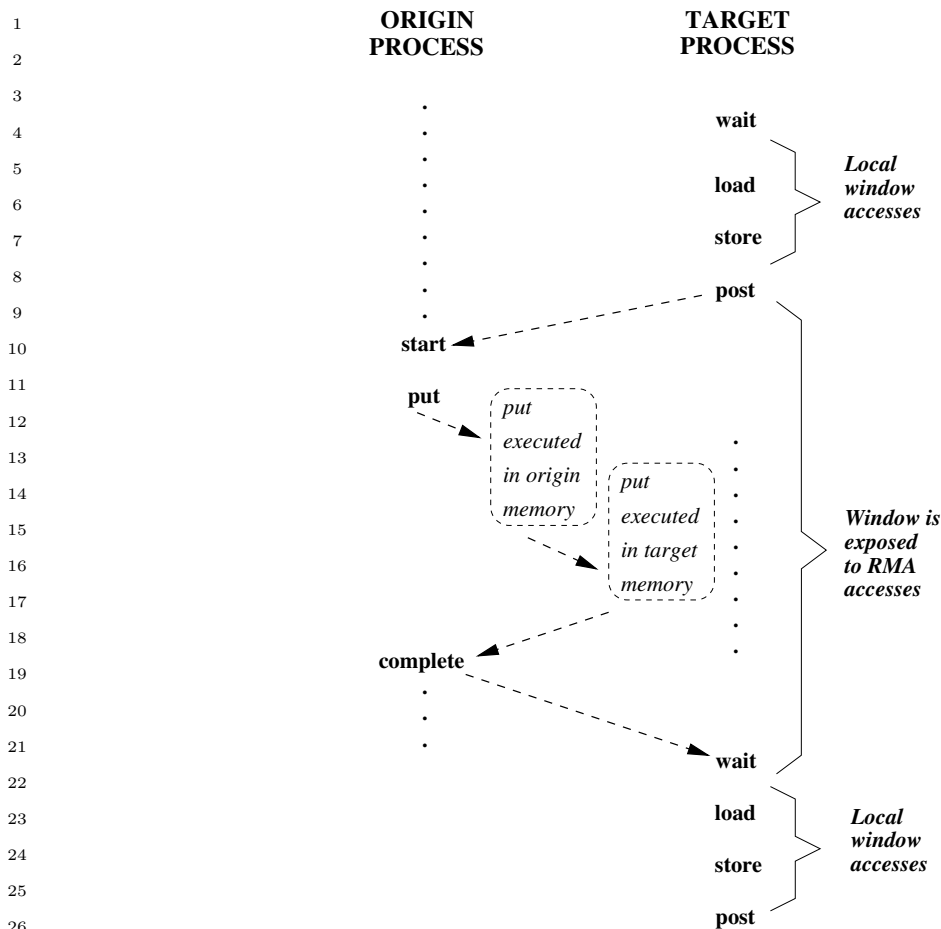 1
ORIGIN PROCESS
TARGET PROCESS
2
3
4
wait
5
load
Local window accesses
6
7
store
8
post
9
10
start
11
put
12
put executed in origin memory
13
14
put executed in target memory
15
Window is exposed to RMA accesses
16
17
18
19
complete
20
21
wait
22
23
load
Local window accesses
24
store
25
26
post